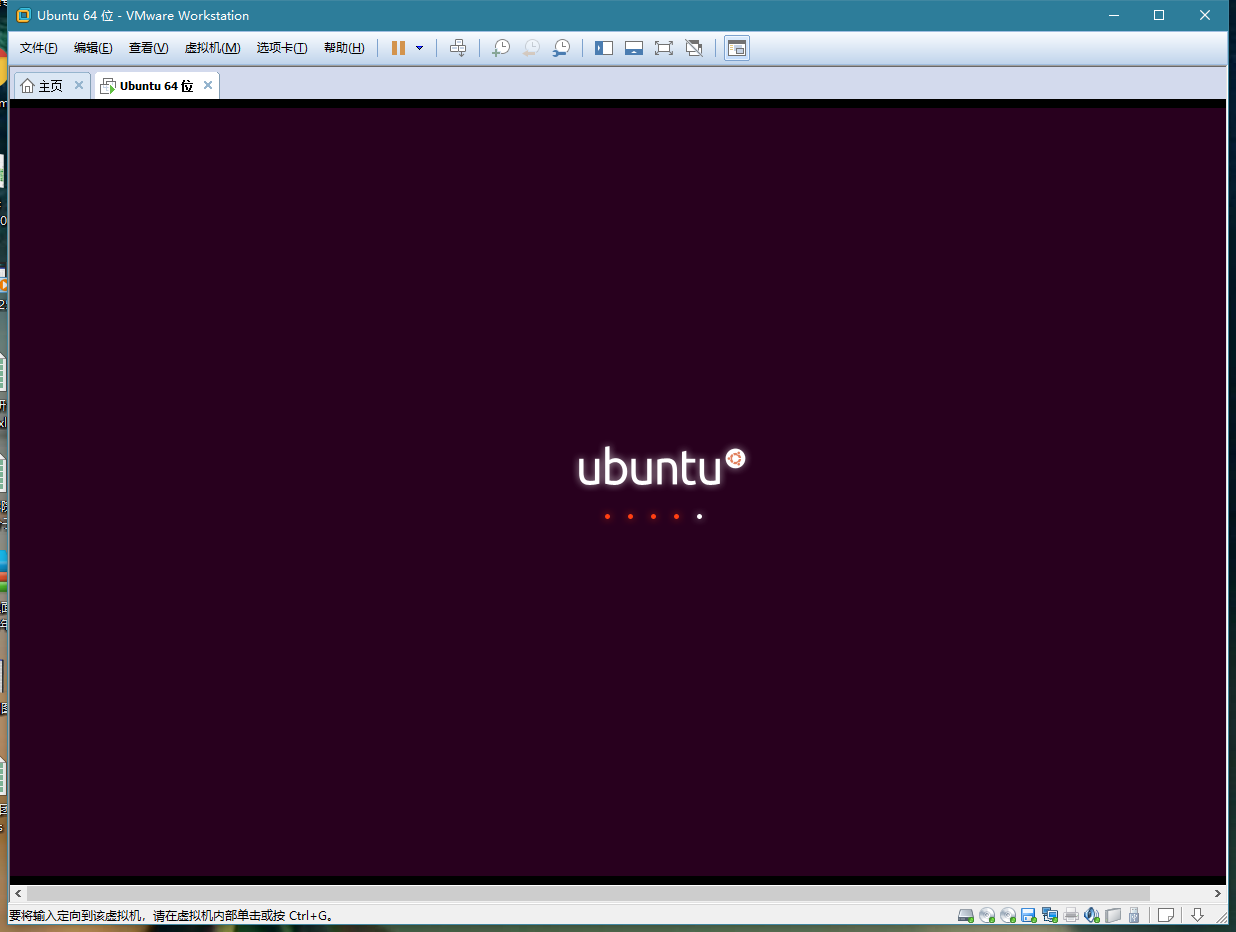 Ubuntu 64 位 - VMware Workstation
文件(F) 编辑(E) 查看(V) 虚拟机(M) 选项卡(T) 帮助(H)
主页 Ubuntu 64 位
ubuntu
要将输入定向到该虚拟机，请在虚拟机内部单击或按 Ctrl+G。